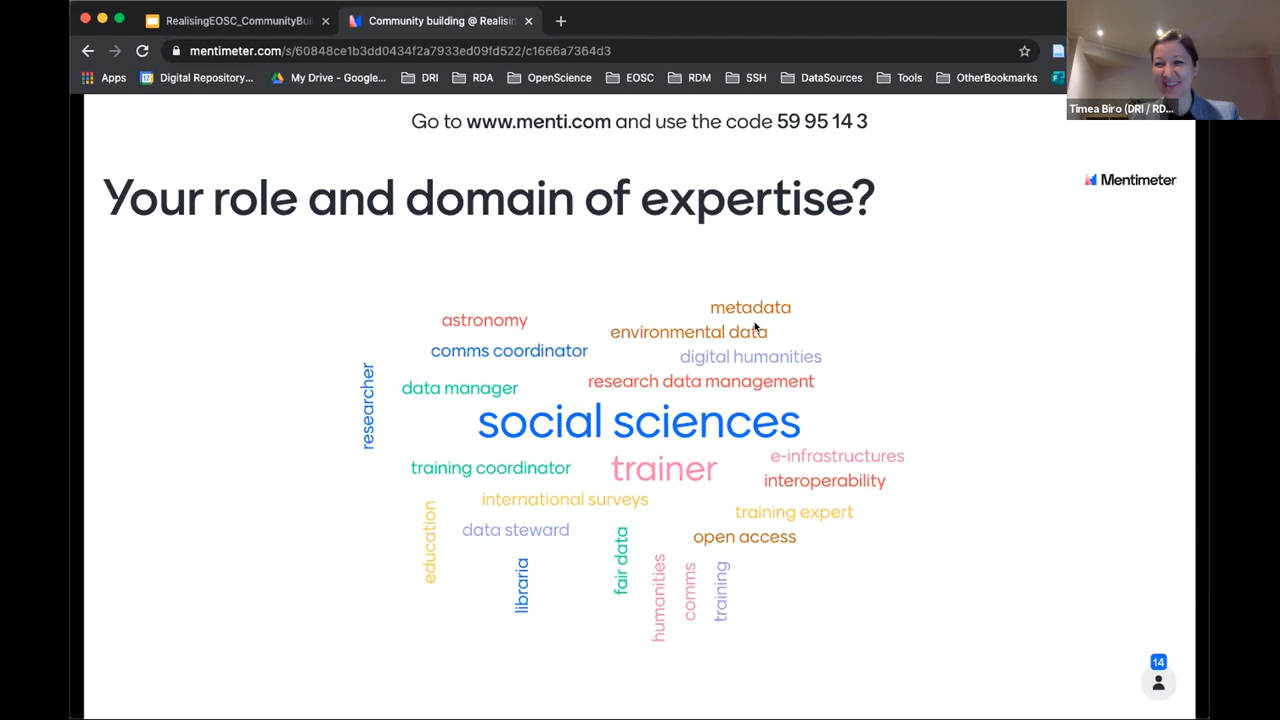 RealisingEOSC_CommunityBuil
Community building @ Realisin
mentimeter.com/s/60848ce1b3dd0434f2a7933ed09fd522/c1666a7364d3
Apps
17
Digital Repository...
My Drive - Google...
DRI
RDA
OpenScience
EOSC
RDM
SSH
DataSources
Tools
OtherBookmarks
Timea Biro (DRI / RD...
Go to www.menti.com and use the code 59 95 14 3
Your role and domain of expertise?
Mentimeter
metadata
astronomy
environmental data
comms coordinator
digital humanities
researcher
data manager
research data management
social sciences
trainer
e-infrastructures
training coordinator
interoperability
international surveys
training expert
education
data steward
open access
libraria
fair data
humanities
comms
training
14